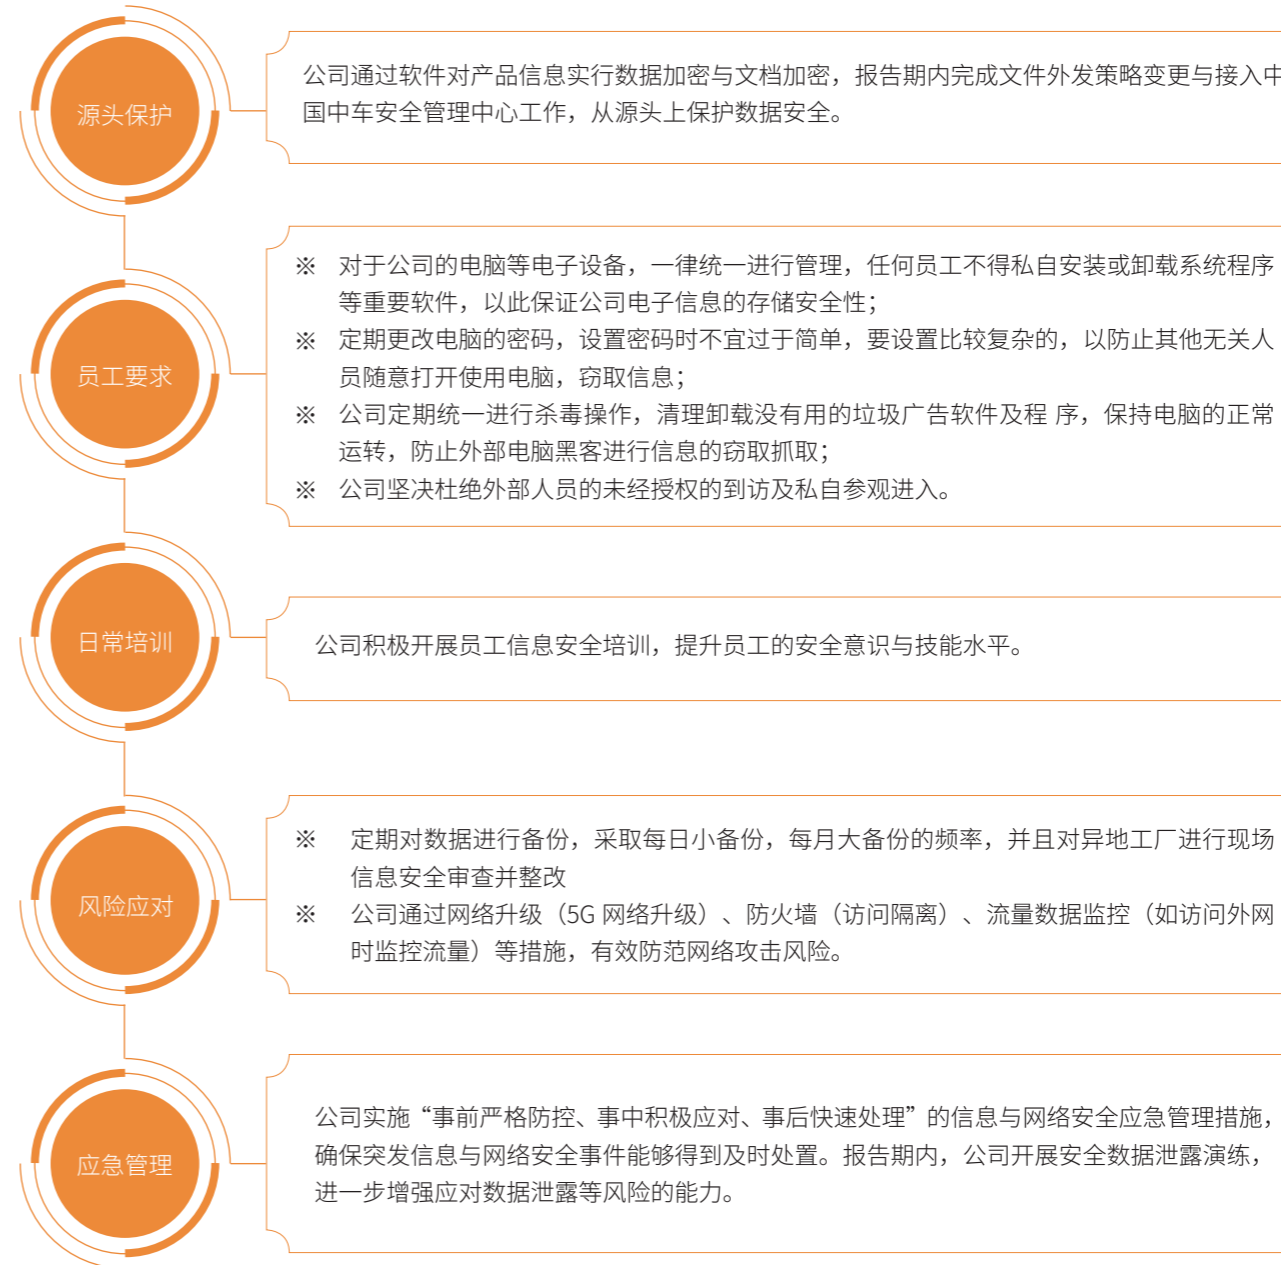 源头保护
公司通过软件对产品信息实行数据加密与文档加密，报告期内完成文件外发策略变更与接入中
国中车安全管理中心工作，从源头上保护数据安全。
员工要求
※ 对于公司的电脑等电子设备，一律统一进行管理，任何员工不得私自安装或卸载系统程序
等重要软件，以此保证公司电子信息的存储安全性；
※ 定期更改电脑的密码，设置密码时不宜过于简单，要设置比较复杂的，以防止其他无关人
员随意打开使用电脑，窃取信息；
※ 公司定期统一进行杀毒操作，清理卸载没有用的垃圾广告软件及程 序，保持电脑的正常
运转，防止外部电脑黑客进行信息的窃取抓取；
※ 公司坚决杜绝外部人员的未经授权的到访及私自参观进入。
日常培训
公司积极开展员工信息安全培训，提升员工的安全意识与技能水平。
风险应对
※ 定期对数据进行备份，采取每日小备份，每月大备份的频率，并且对异地工厂进行现场
信息安全审查并整改
※ 公司通过网络升级（5G 网络升级）、防火墙（访问隔离）、流量数据监控（如访问外网
时监控流量）等措施，有效防范网络攻击风险。
应急管理
公司实施“事前严格防控、事中积极应对、事后快速处理”的信息与网络安全应急管理措施，
确保突发信息与网络安全事件能够得到及时处置。报告期内，公司开展安全数据泄露演练，
进一步增强应对数据泄露等风险的能力。